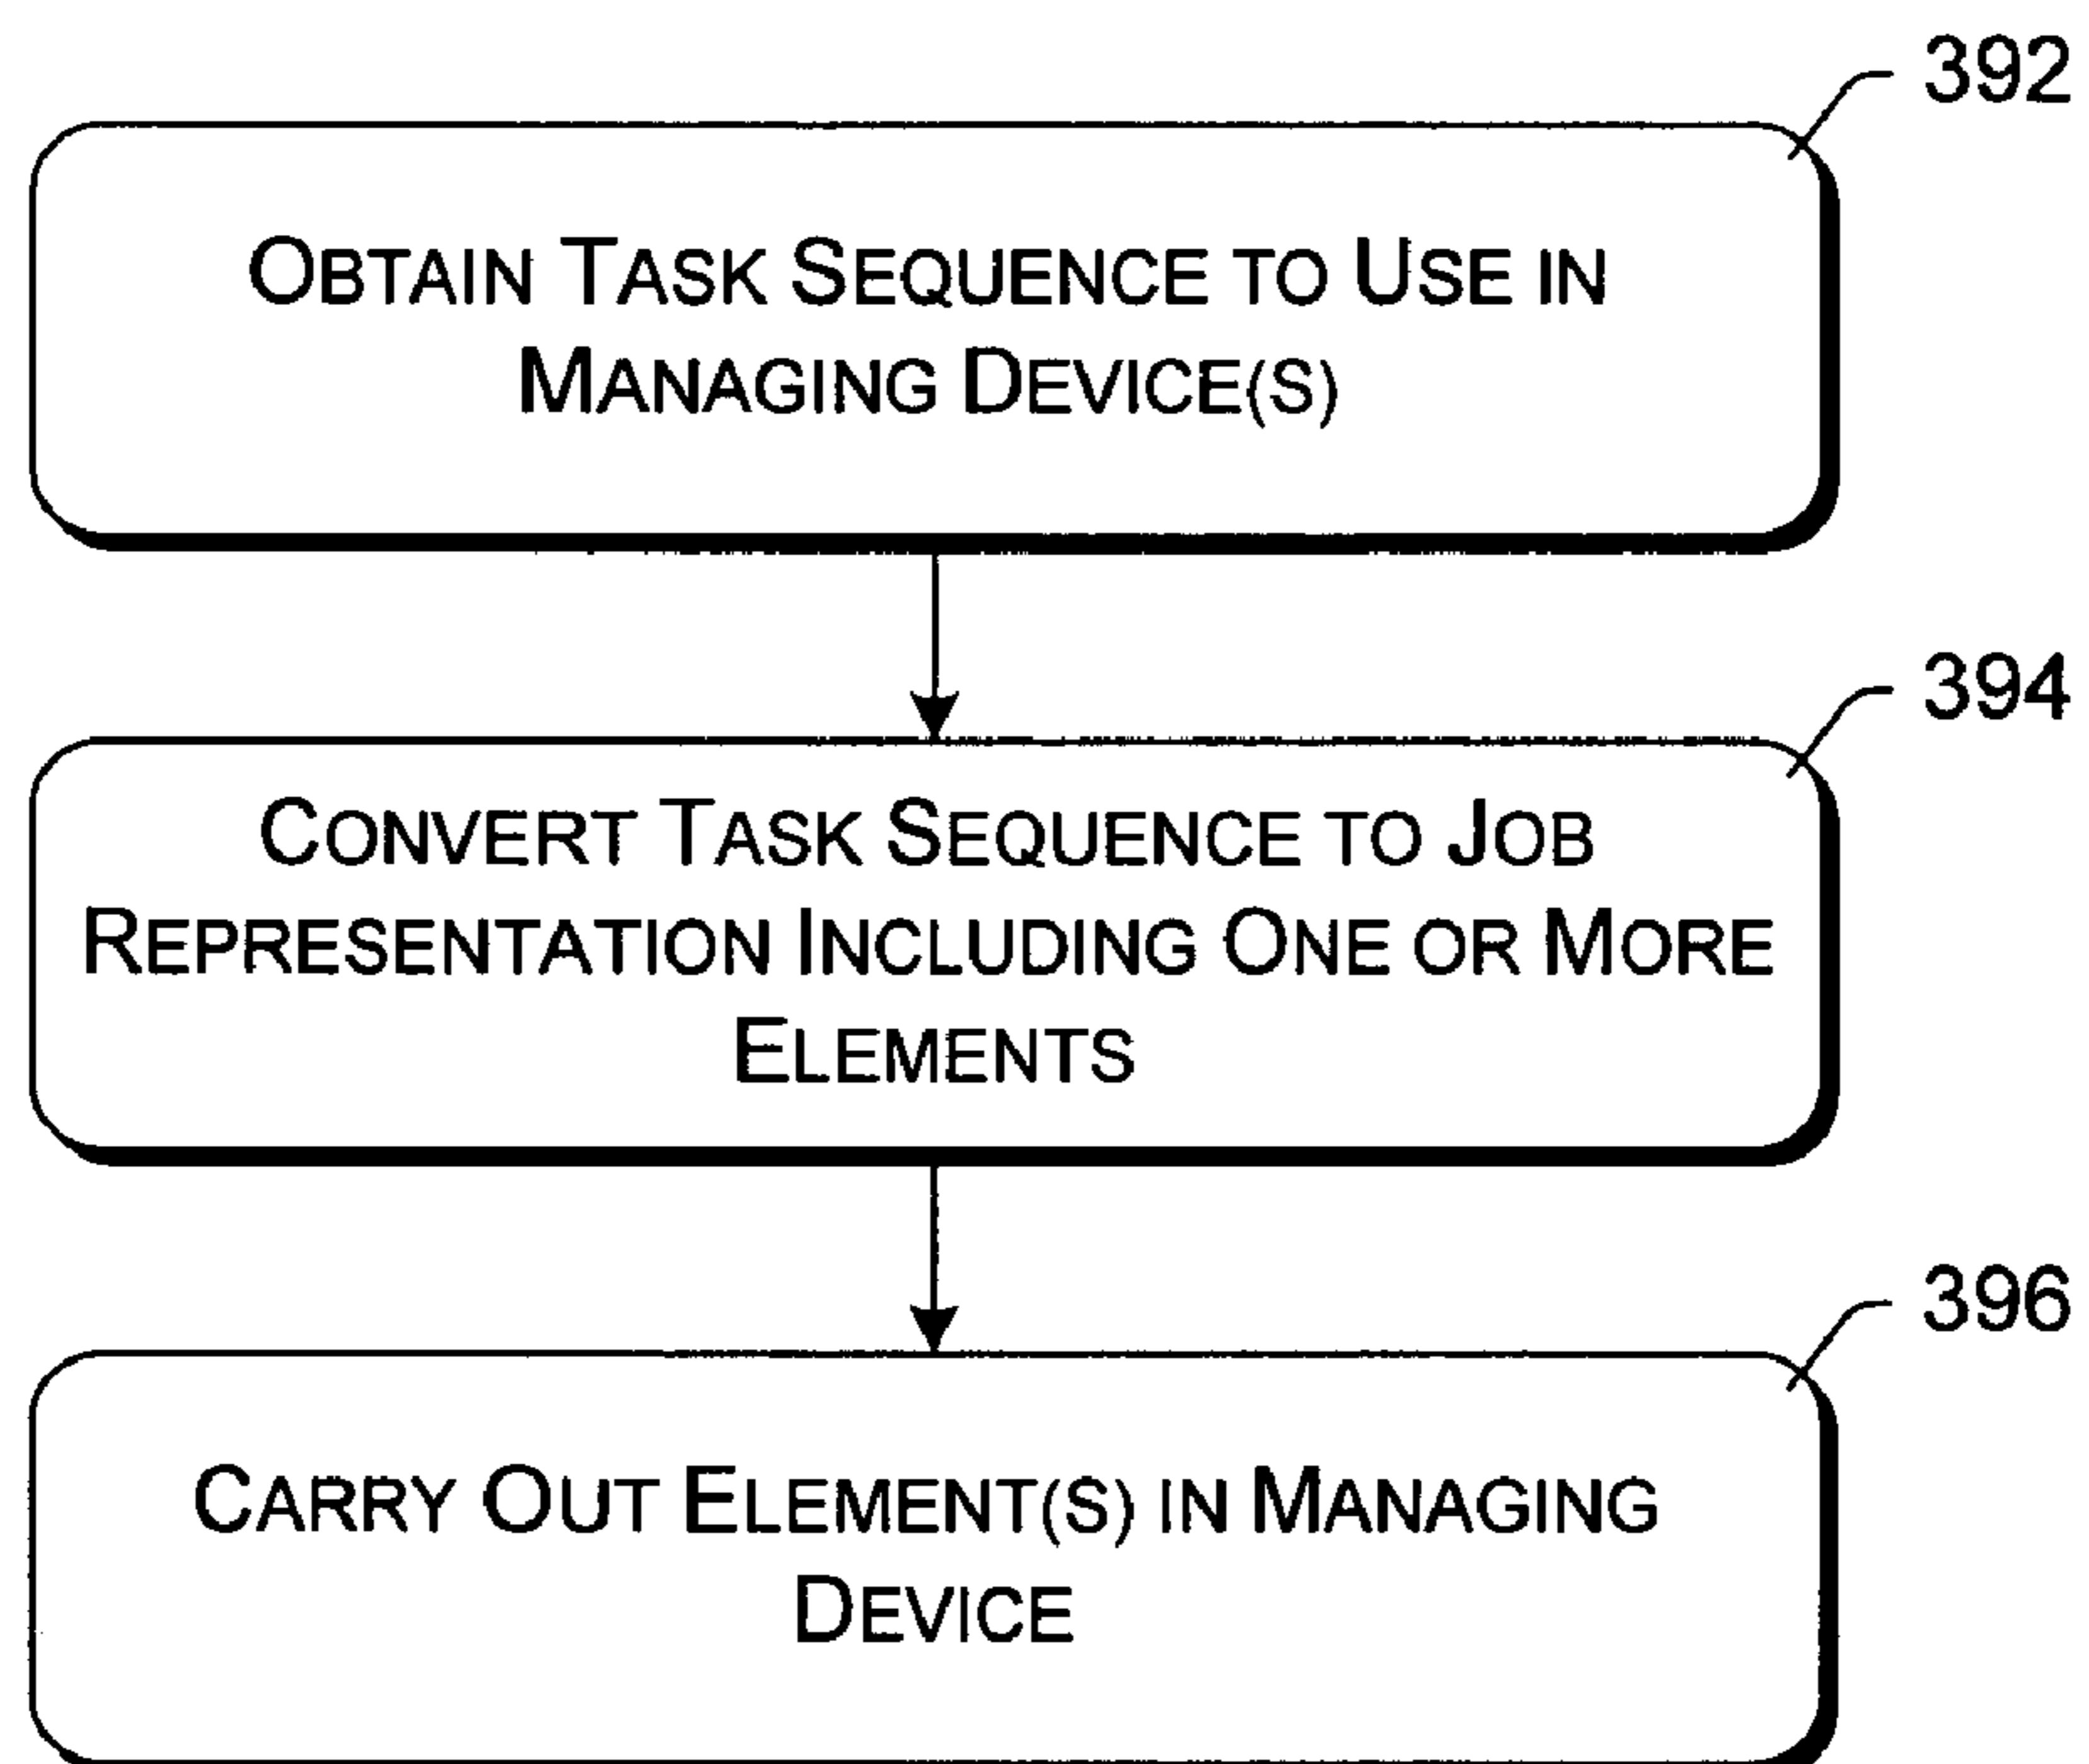 392
OBTAIN TASK SEQUENCE TO USE IN
MANAGING DEVICE(S)
394
CONVERT TASK SEQUENCE TO JOB
REPRESENTATION INCLUDING ONE OR MORE
ELEMENTS
396
CARRY OUT ELEMENT(S) IN MANAGING
DEVICE